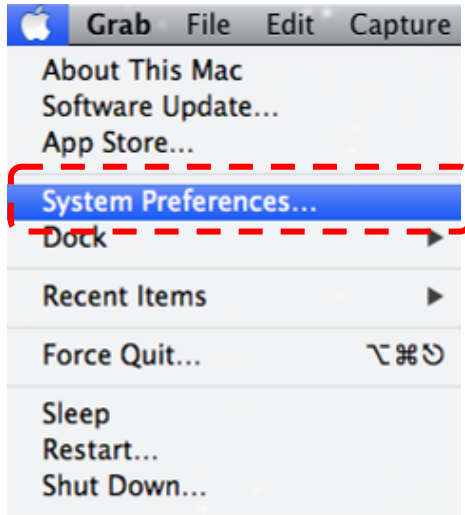 Grab File Edit Capture
About This Mac
Software Update...
App Store...
System Preferences...
Dock ▶
Recent Items ▶
Force Quit... ⌥⌘⎋
Sleep
Restart...
Shut Down...